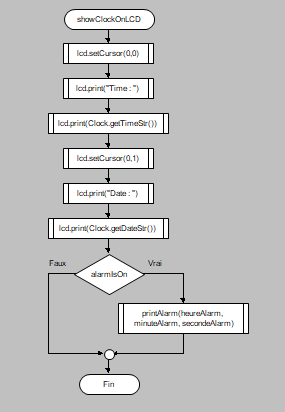 showClockOnLCD
lcd.setCursor(0,0)
lcd.print("Time : ")
lcd.print(Clock.getTimeStr())
lcd.setCursor(0,1)
lcd.print("Date : ")
lcd.print(Clock.getDateStr())
Faux
alarmIsOn
Vrai
printAlarm(heureAlarm,
minuteAlarm, secondeAlarm)
Fin